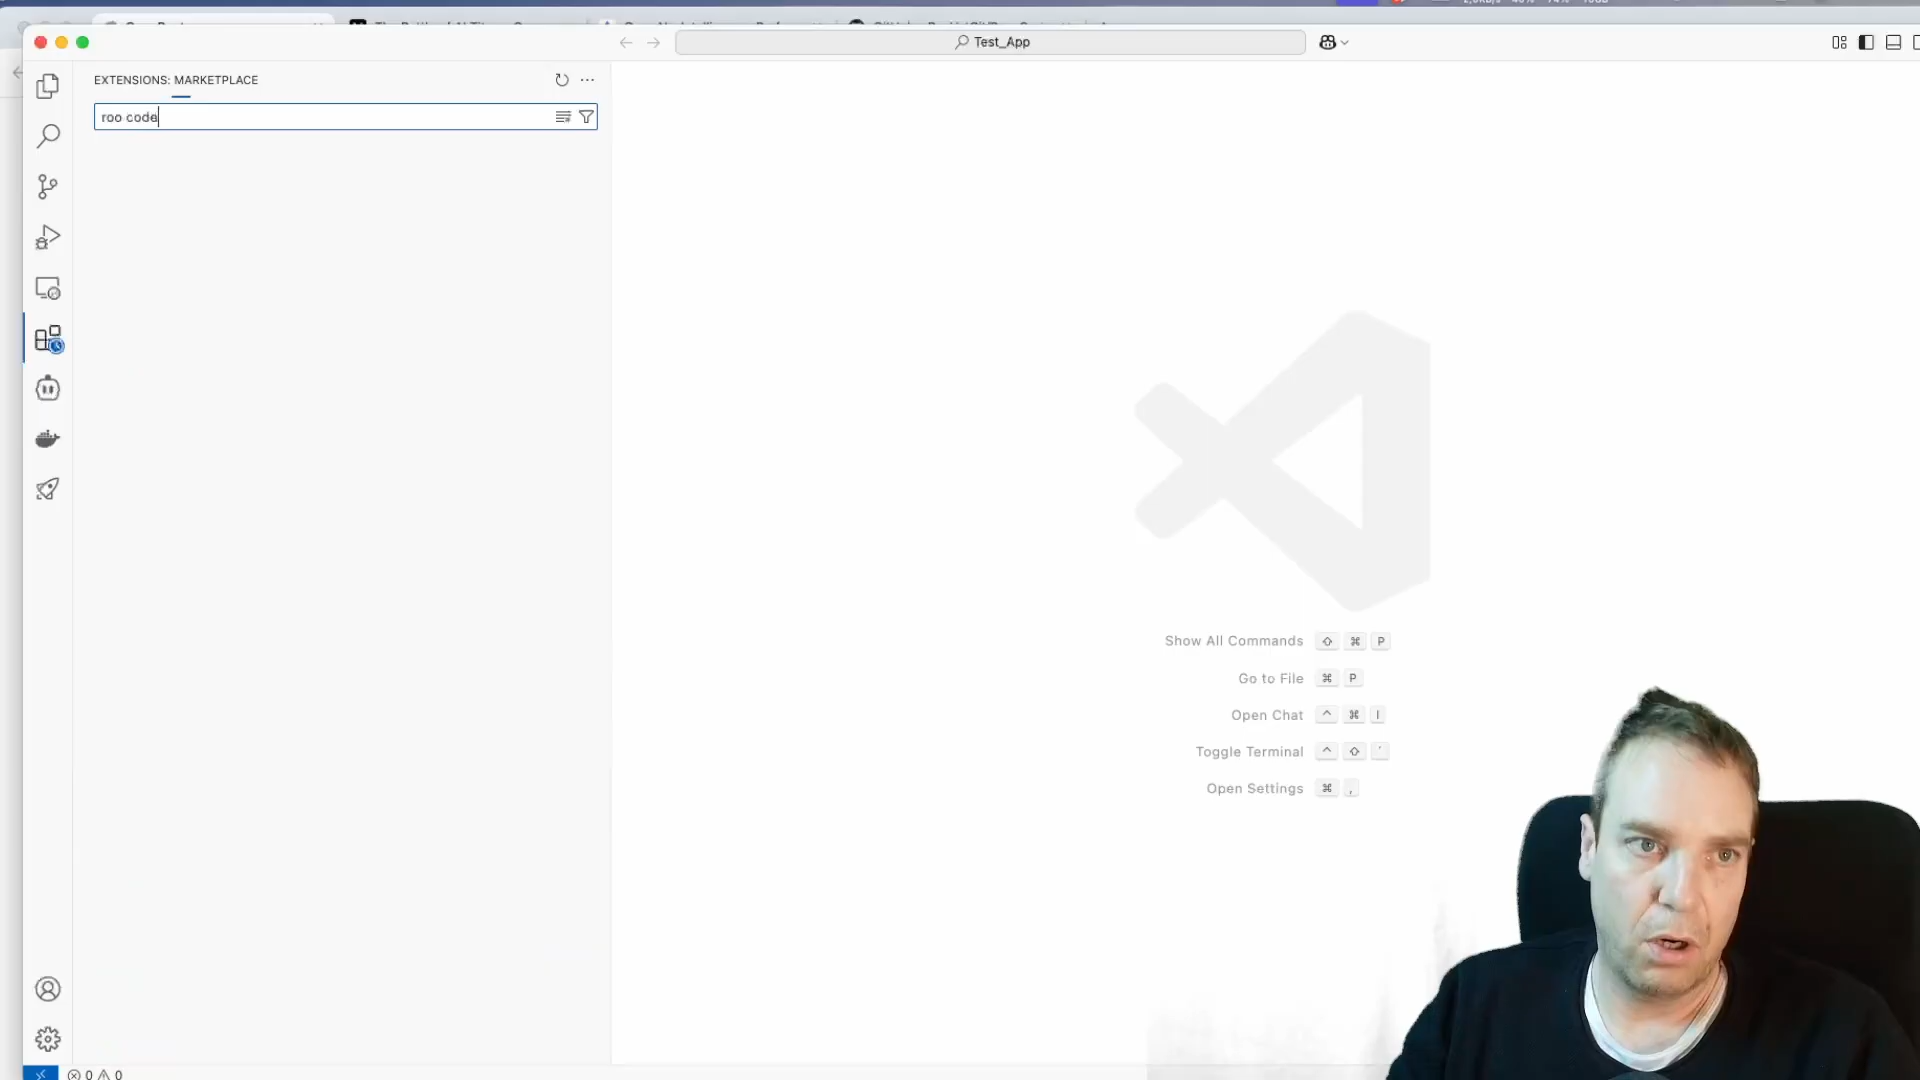 Test_App
EXTENSIONS: MARKETPLACE
roo code
Show All Commands ⇧ ⌘ P
Go to File ⌘ P
Open Chat ^ ⌘ I
Toggle Terminal ^ ⇧ '
Open Settings ⌘ ,
0 0